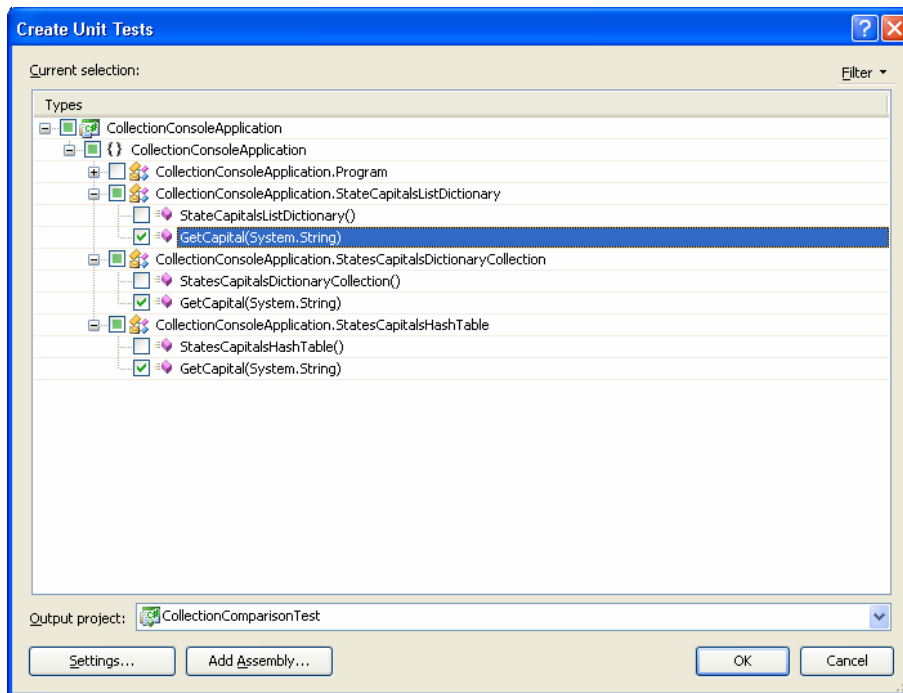 Create Unit Tests
Current selection:
Filter
Types
CollectionConsoleApplication
{} CollectionConsoleApplication
CollectionConsoleApplication.Program
CollectionConsoleApplication.StateCapitalsListDictionary
StateCapitalsListDictionary()
GetCapital(System.String)
CollectionConsoleApplication.StatesCapitalsDictionaryCollection
StatesCapitalsDictionaryCollection()
GetCapital(System.String)
CollectionConsoleApplication.StatesCapitalsHashTable
StatesCapitalsHashTable()
GetCapital(System.String)
Output project: CollectionComparisonTest
Settings... Add Assembly... OK Cancel